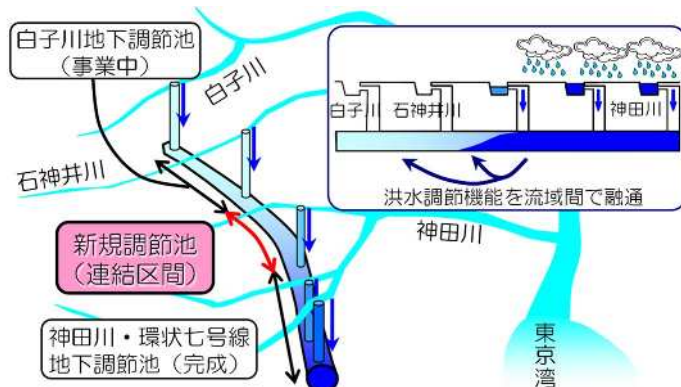 白子川地下調節池
（事業中）
白子川
石神井川
新規調節池
（連結区間）
神田川・環状七号線
地下調節池（完成）
神田川
東京湾
白子川
石神井川
神田川
洪水調節機能を流域間で融通